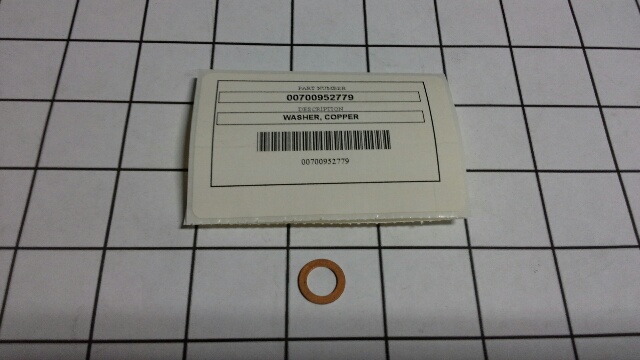 PART NUMBER
00700952779
DESCRIPTION
WASHER, COPPER
00700952779